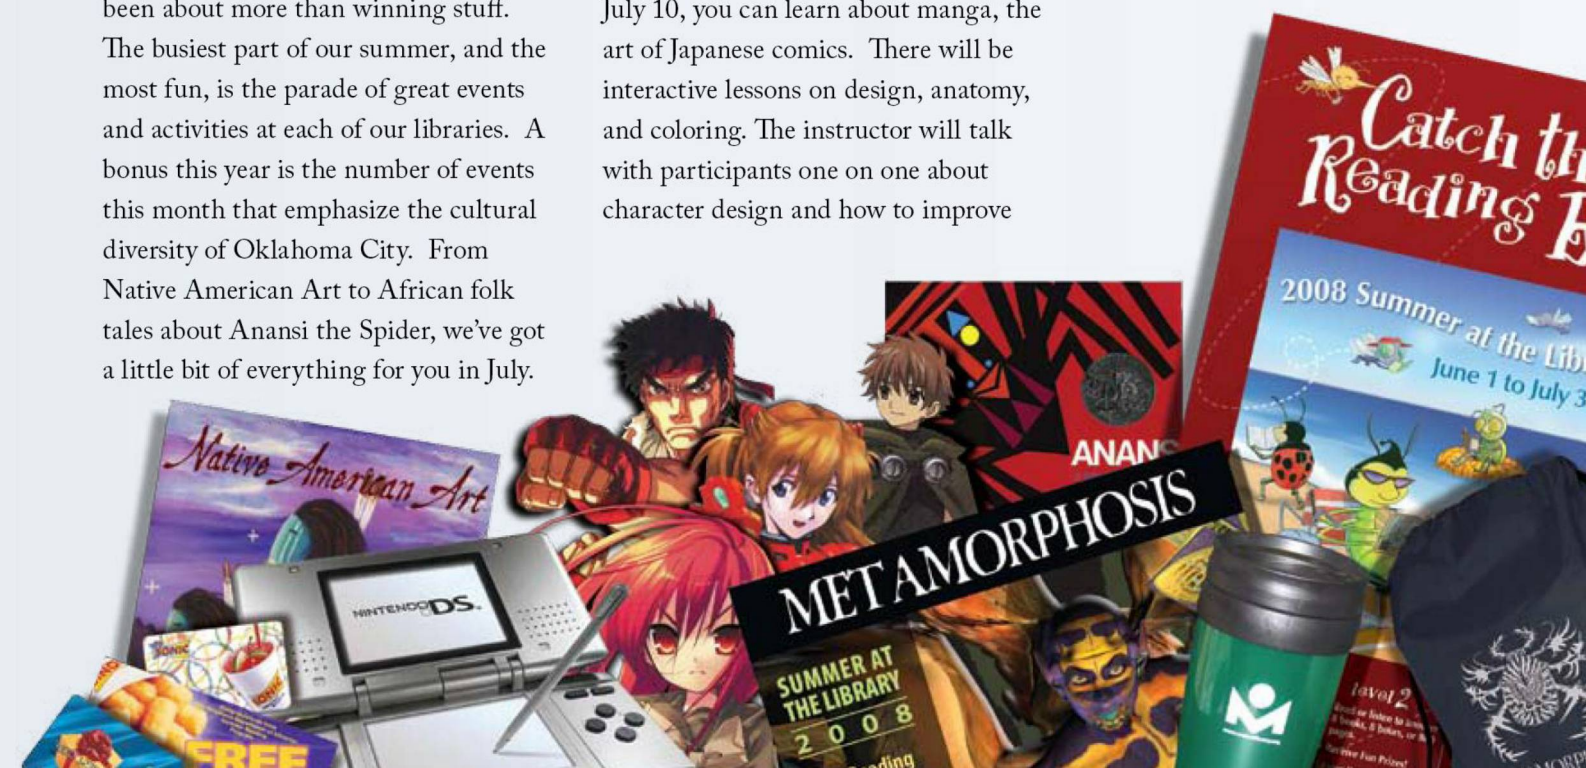 been about more than winning stuff.
The busiest part of our summer, and the
most fun, is the parade of great events
and activities at each of our libraries.  A
bonus this year is the number of events
this month that emphasize the cultural
diversity of Oklahoma City.  From
Native American Art to African folk
tales about Anansi the Spider, we've got
a little bit of everything for you in July.
July 10, you can learn about manga, the
art of Japanese comics.  There will be
interactive lessons on design, anatomy,
and coloring. The instructor will talk
with participants one on one about
character design and how to improve
Catch th
Reading B
2008 Summer at the Lib
June 1 to July 3
ANANS
Native American Art
METAMORPHOSIS
NINTENDO DS
SONIC
SONIC
SUMMER AT
THE LIBRARY
2008
FREE
level 2